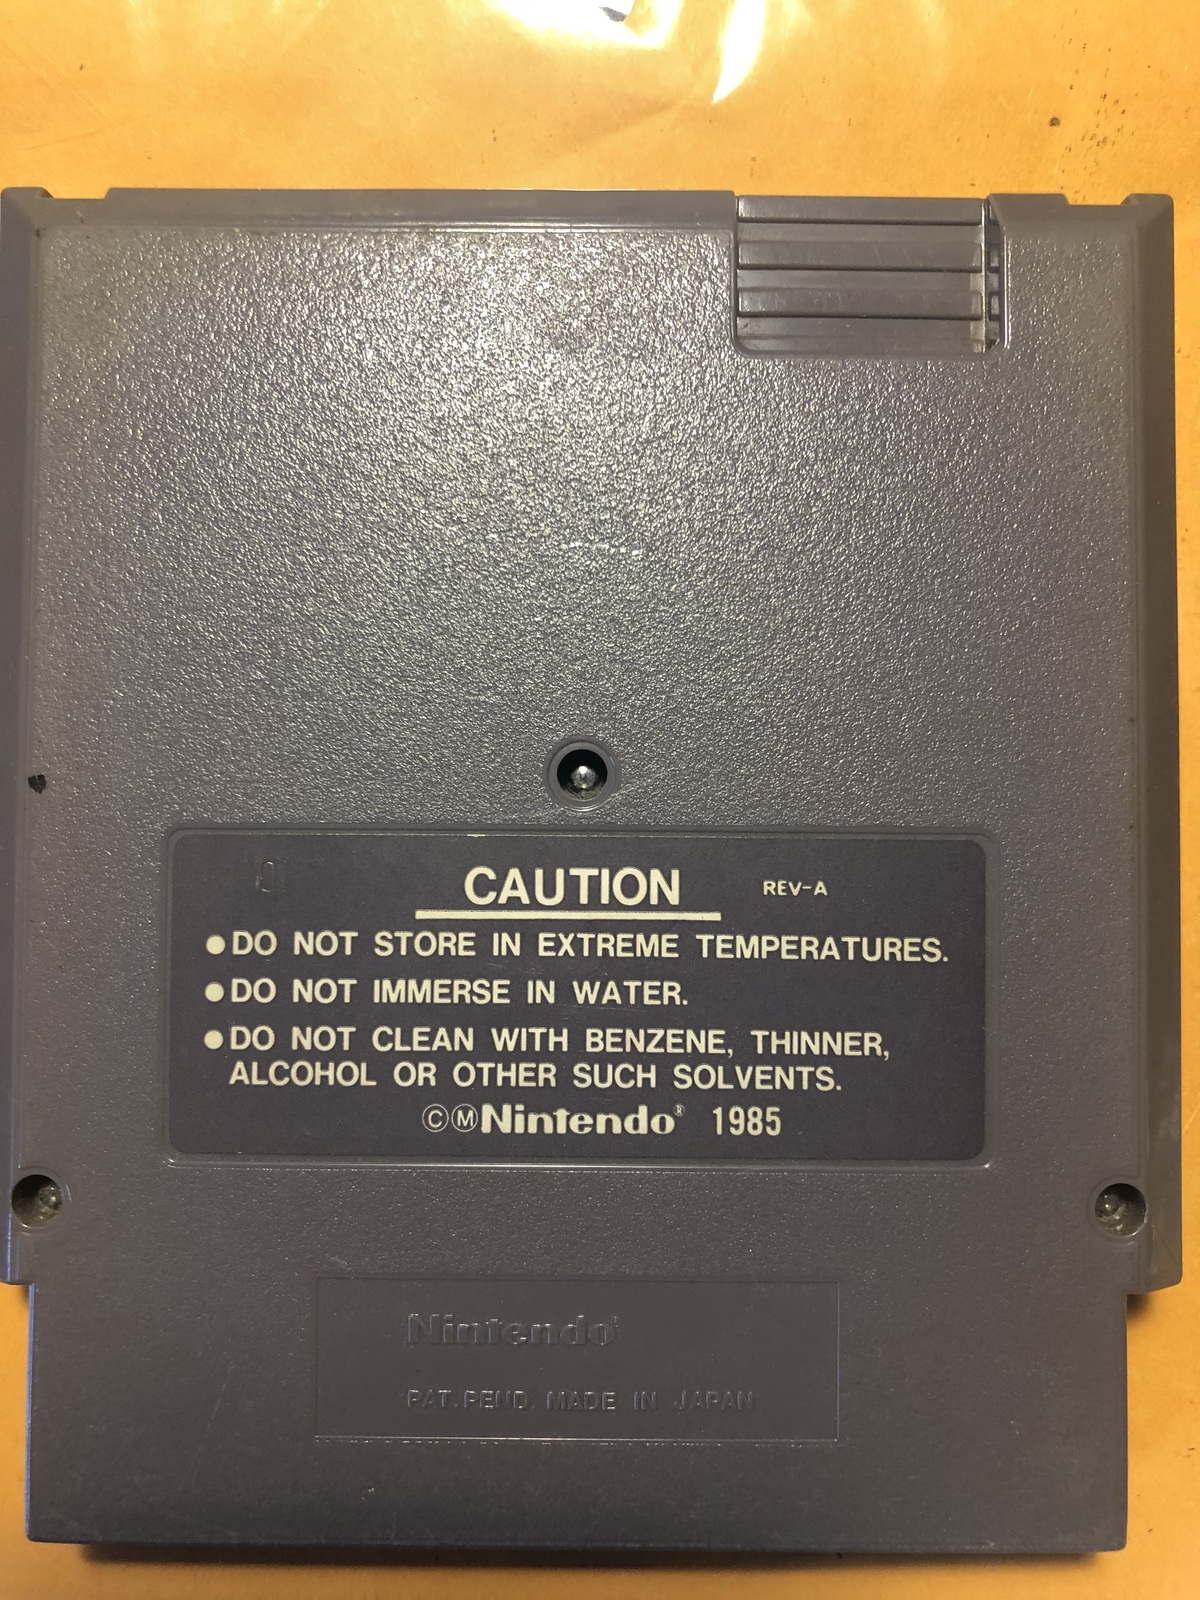 CAUTION REV-A
●DO NOT STORE IN EXTREME TEMPERATURES.
●DO NOT IMMERSE IN WATER.
●DO NOT CLEAN WITH BENZENE, THINNER,
ALCOHOL OR OTHER SUCH SOLVENTS.
ⒸⓂNintendo® 1985
Nintendo®
PAT. PEND. MADE IN JAPAN